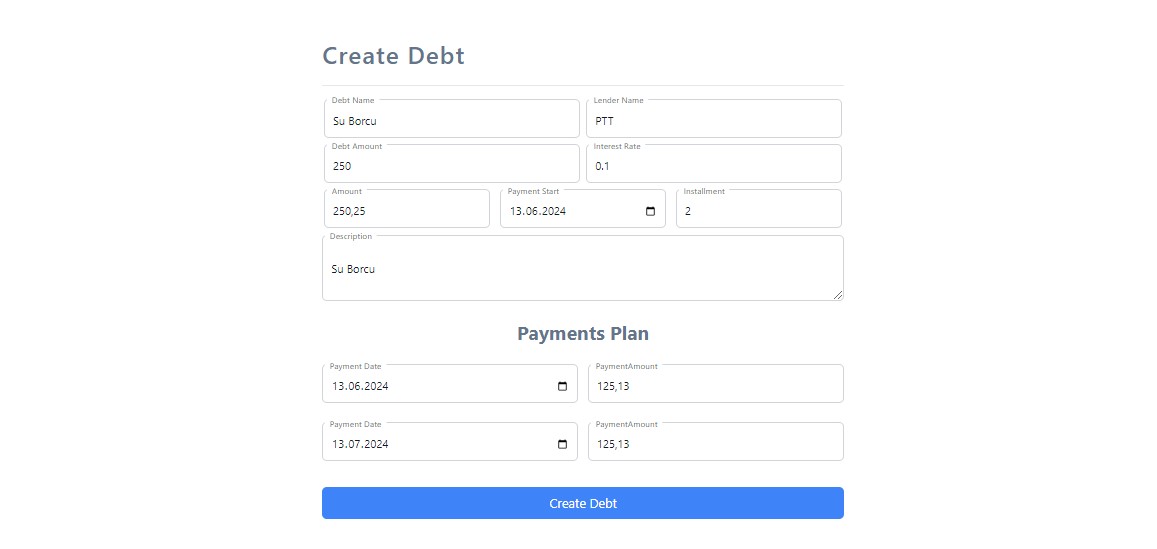 Create Debt
Debt Name
Su Borcu
Lender Name
PTT
Debt Amount
250
Interest Rate
0.1
Amount
250,25
Payment Start
13.06.2024
Installment
2
Description
Su Borcu
Payments Plan
Payment Date
13.06.2024
PaymentAmount
125,13
Payment Date
13.07.2024
PaymentAmount
125,13
Create Debt